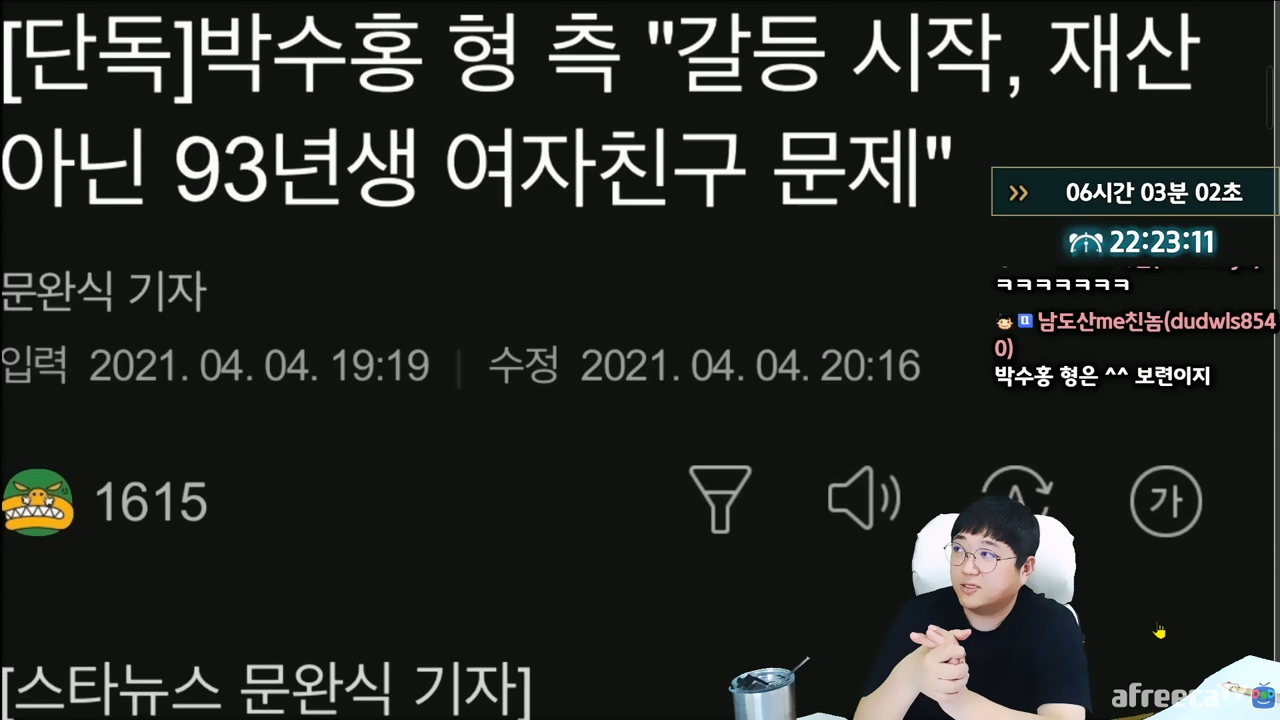 [단독]박수홍 형 측 "갈등 시작, 재산
아닌 93년생 여자친구 문제"
06시간 03분 02초
22:23:11
문완식 기자
ㅋㅋㅋㅋㅋㅋㅋ
남도산me친놈(dudwls854
0)
박수홍 형은 ^^ 보련이지
입력 2021. 04. 04. 19:19 | 수정 2021. 04. 04. 20:16
1615
가
[스타뉴스 문완식 기자]